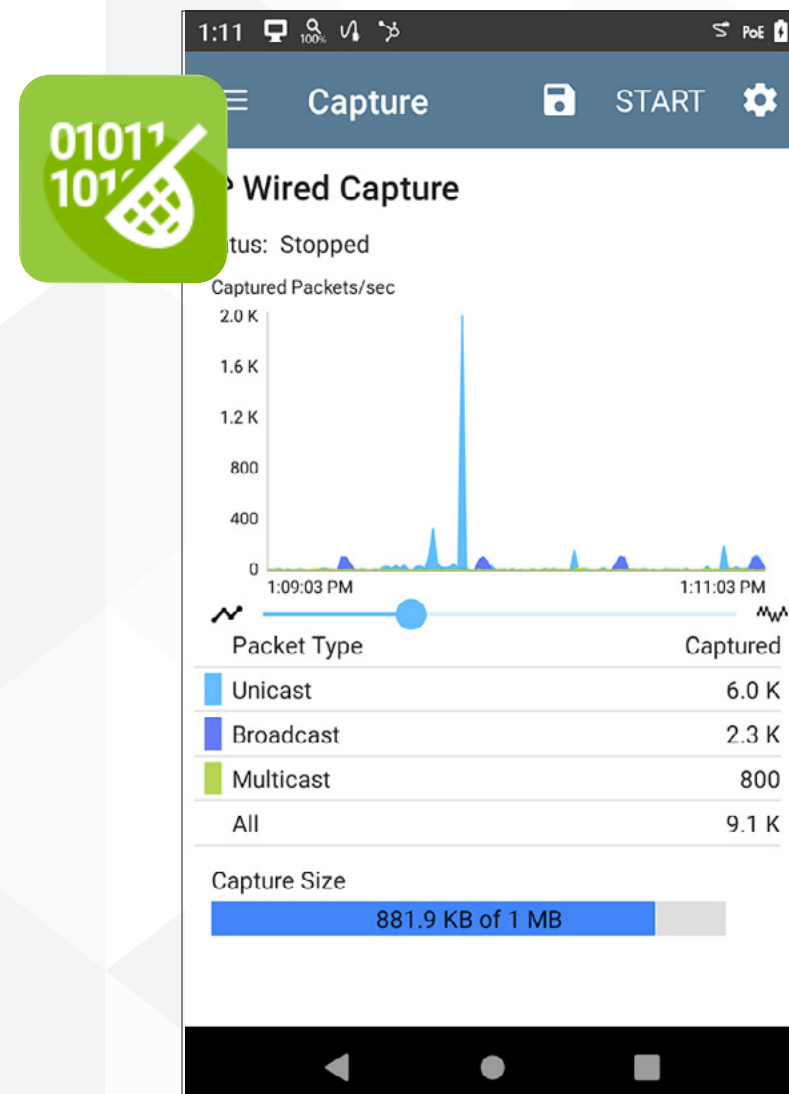 1:11 100% PoE
Capture START
01011
101
Wired Capture
tus: Stopped
Captured Packets/sec
2.0 K
1.6 K
1.2 K
800
400
0
1:09:03 PM 1:11:03 PM
Packet Type Captured
Unicast 6.0 K
Broadcast 2.3 K
Multicast 800
All 9.1 K
Capture Size
881.9 KB of 1 MB